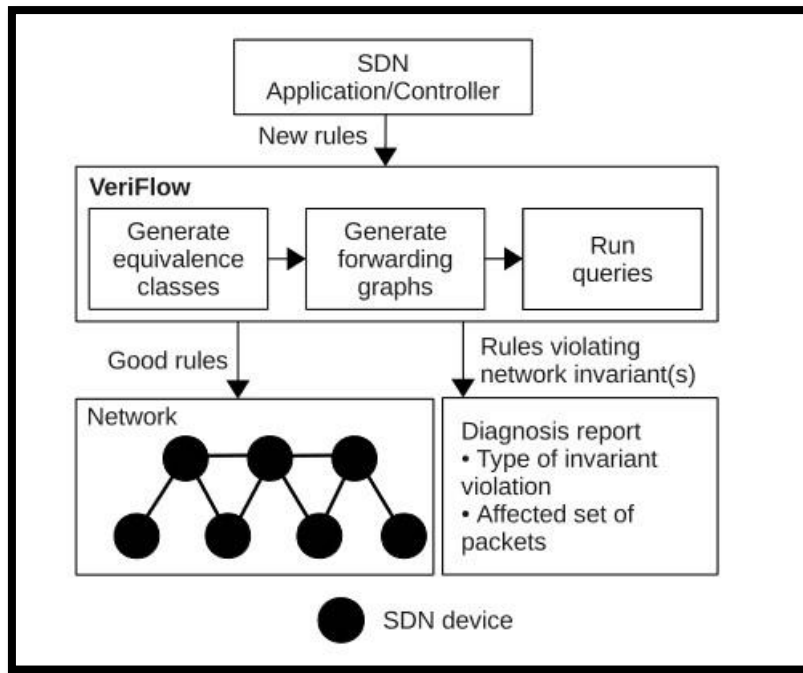 SDN
Application/Controller
New rules
VeriFlow
Generate
equivalence
classes
Generate
forwarding
graphs
Run
queries
Good rules
Rules violating
network invariant(s)
Network
Diagnosis report
• Type of invariant
violation
• Affected set of
packets
SDN device